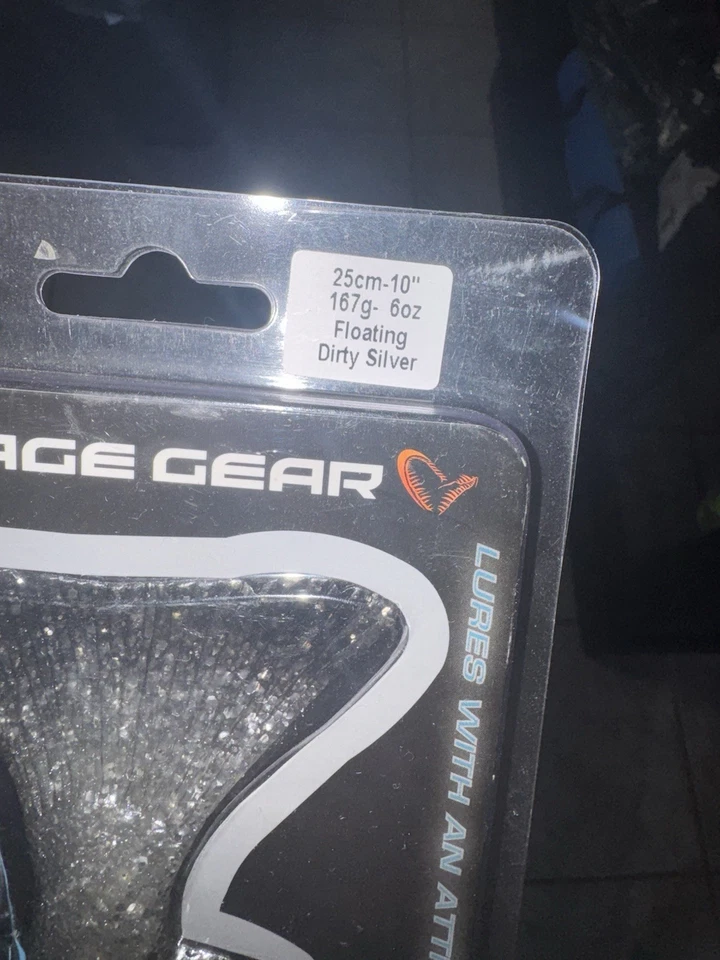 25cm-10"
167g- 6oz
Floating
Dirty Silver
AGE GEAR
LURES WITH AN ATT